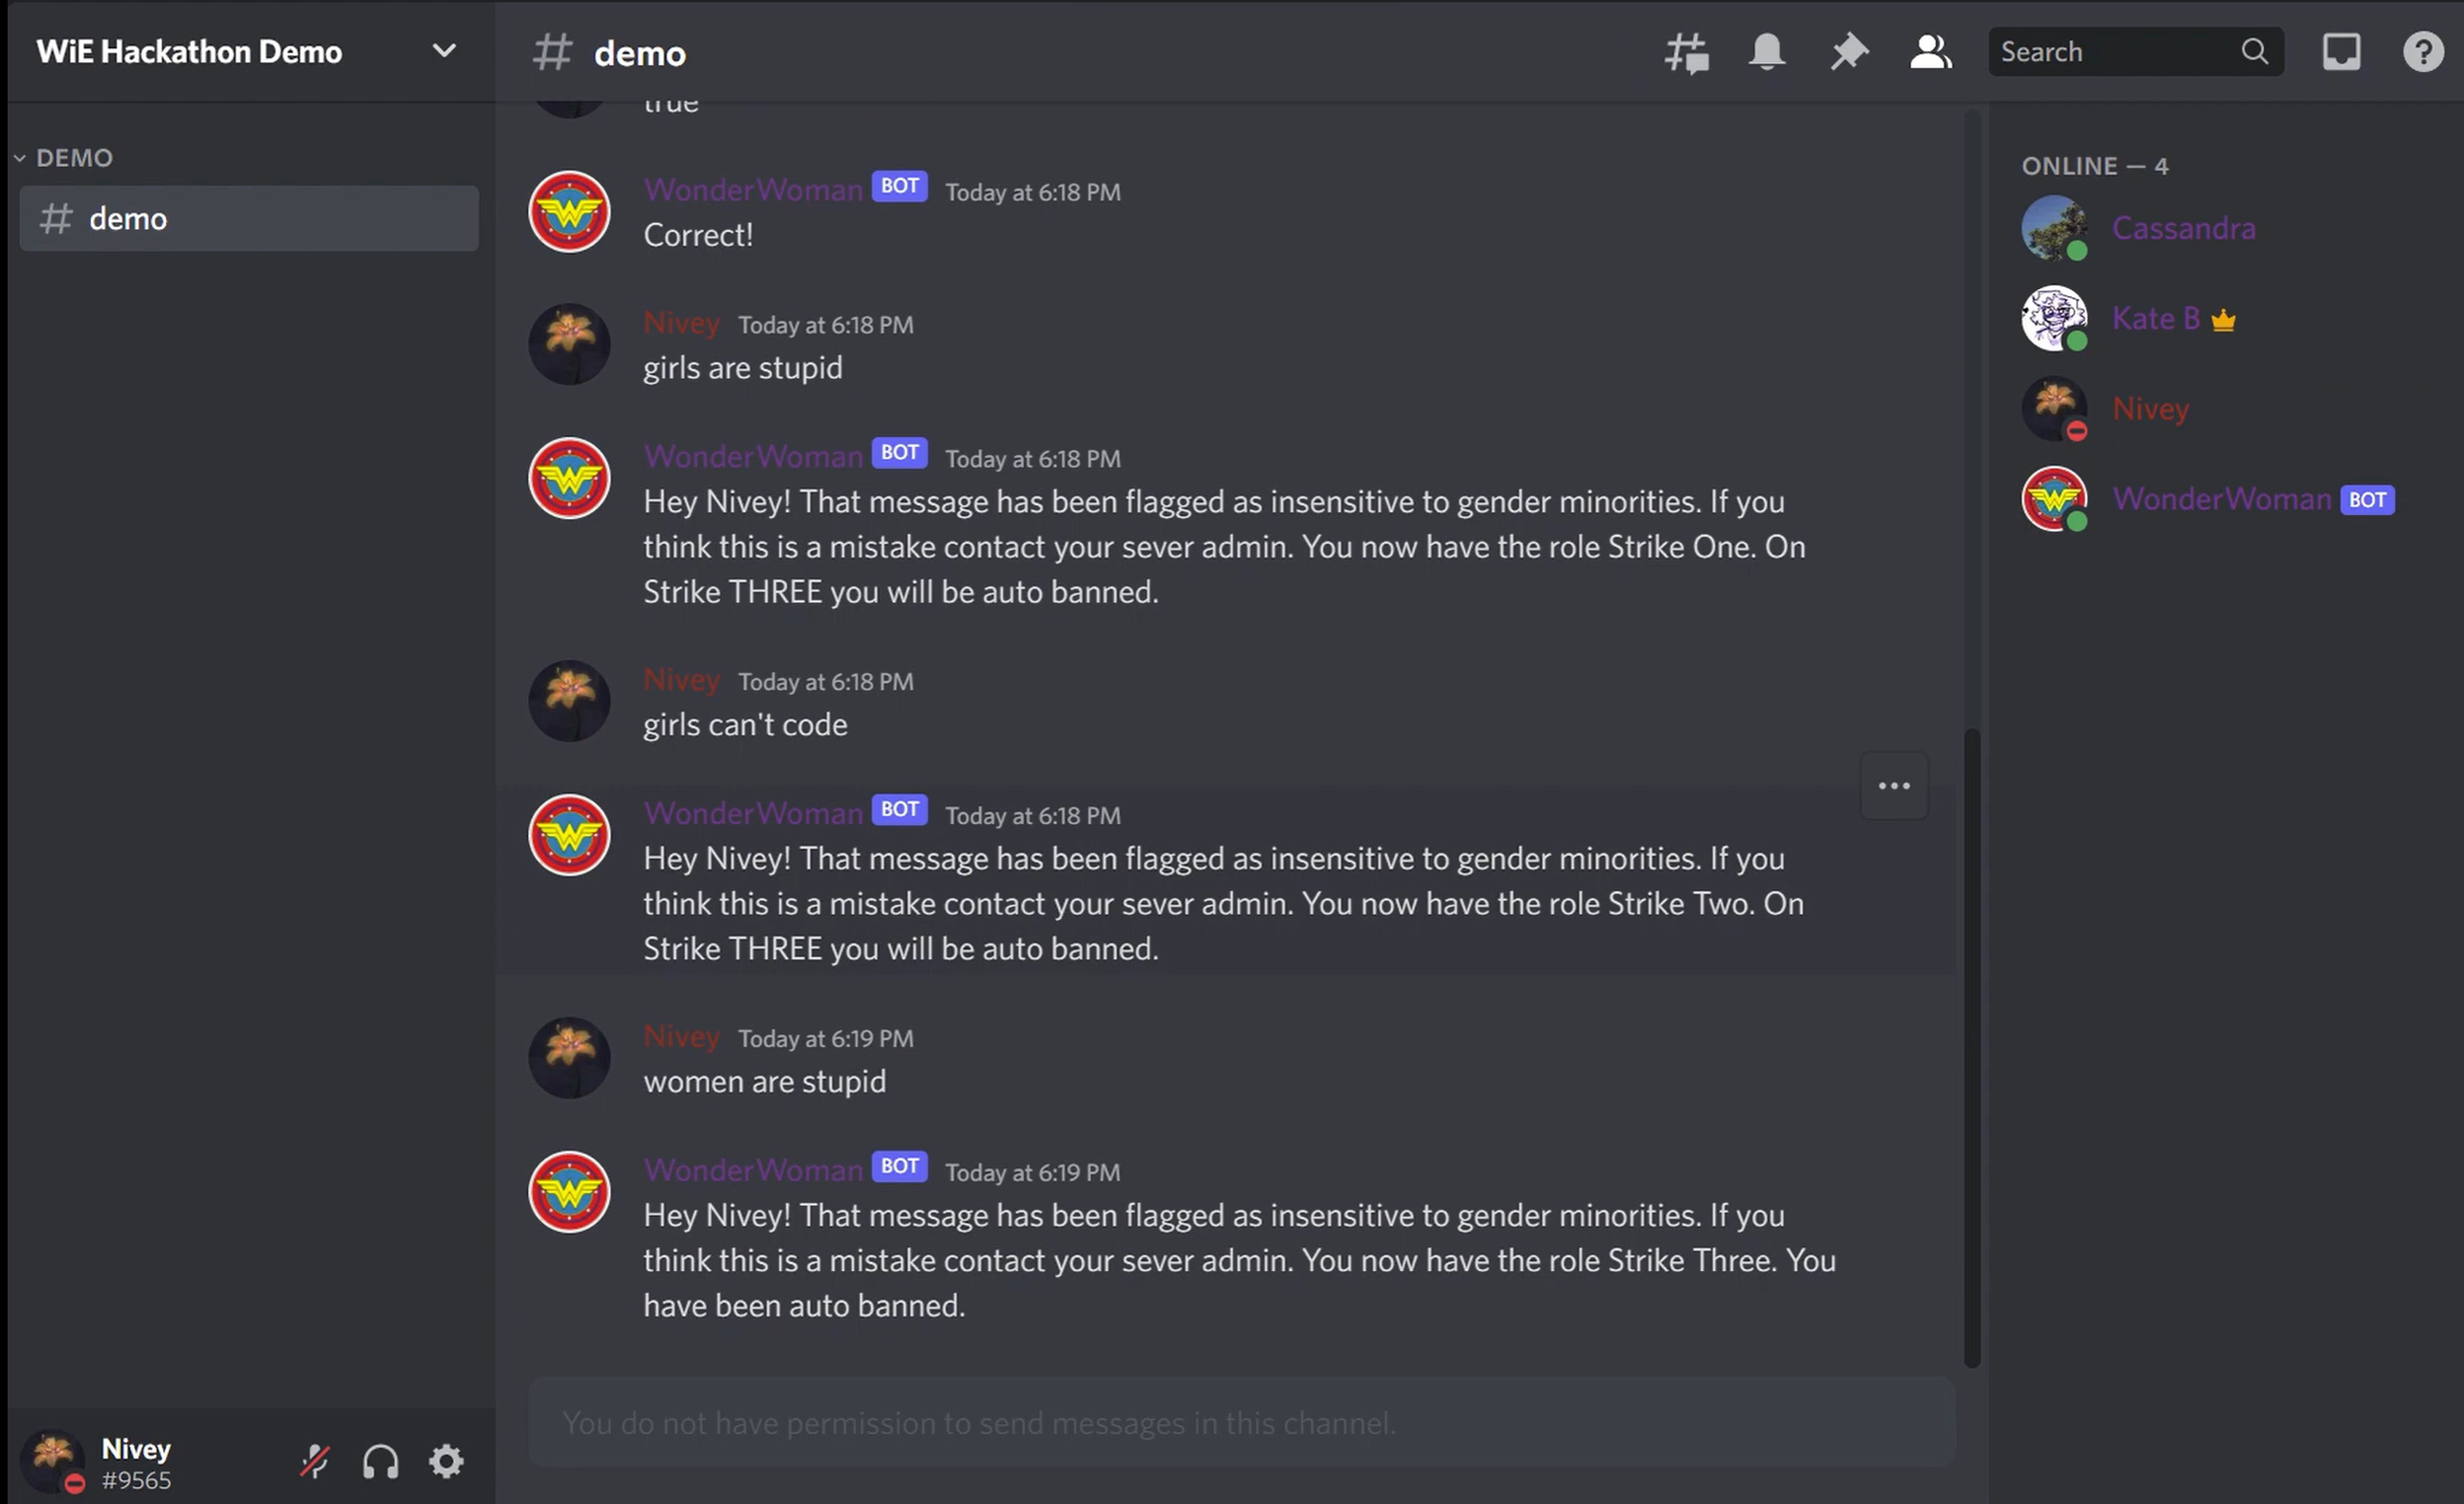 WiE Hackathon Demo
DEMO
demo
demo
Search
true
WonderWoman BOT Today at 6:18 PM
Correct!
Nivey Today at 6:18 PM
girls are stupid
WonderWoman BOT Today at 6:18 PM
Hey Nivey! That message has been flagged as insensitive to gender minorities. If you
think this is a mistake contact your sever admin. You now have the role Strike One. On
Strike THREE you will be auto banned.
Nivey Today at 6:18 PM
girls can't code
WonderWoman BOT Today at 6:18 PM
Hey Nivey! That message has been flagged as insensitive to gender minorities. If you
think this is a mistake contact your sever admin. You now have the role Strike Two. On
Strike THREE you will be auto banned.
Nivey Today at 6:19 PM
women are stupid
WonderWoman BOT Today at 6:19 PM
Hey Nivey! That message has been flagged as insensitive to gender minorities. If you
think this is a mistake contact your sever admin. You now have the role Strike Three. You
have been auto banned.
You do not have permission to send messages in this channel.
ONLINE — 4
Cassandra
Kate B
Nivey
WonderWoman BOT
Nivey
#9565